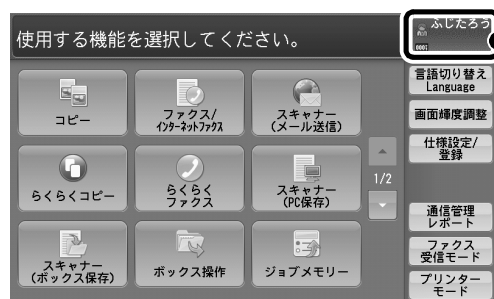 使用する機能を選択してください。
ふじたろう
0001
コピー
ファクス/
インターネットファクス
スキャナー
(メール送信)
らくらくコピー
らくらく
ファクス
スキャナー
(PC保存)
スキャナー
(ボックス保存)
ボックス操作
ジョブメモリー
1/2
言語切り替え
Language
画面輝度調整
仕様設定/
登録
通信管理
レポート
ファクス
受信モード
プリンター
モード